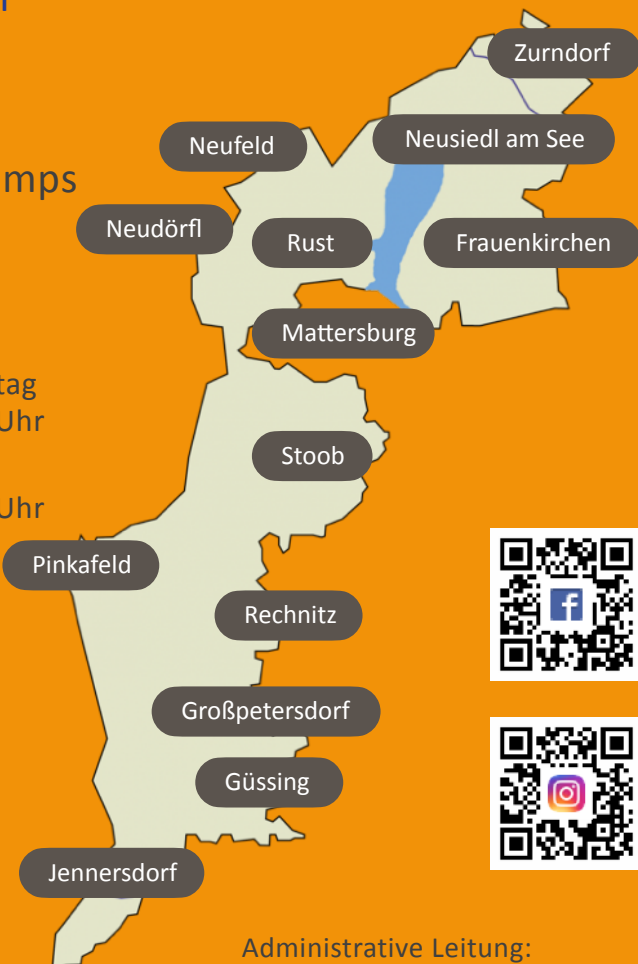 Zurndorf
Neufeld
Neusiedl am See
mps
Neudörfl
Rust
Frauenkirchen
Mattersburg
tag
Uhr
Stoob
Uhr
Pinkafeld
Rechnitz
Großpetersdorf
Güssing
Jennersdorf
Administrative Leitung: